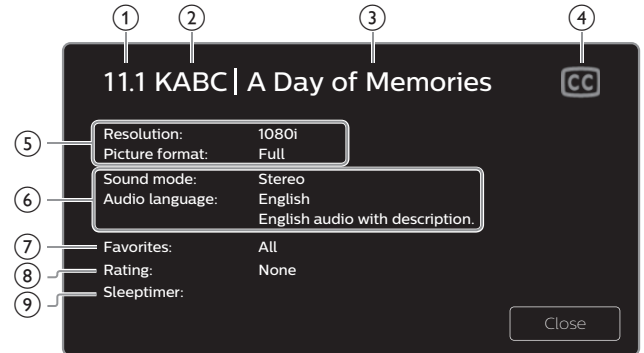 ① ② ③ ④
11.1 KABC | A Day of Memories CC
⑤ Resolution: 1080i
Picture format: Full
⑥ Sound mode: Stereo
Audio language: English
English audio with description.
⑦ Favorites: All
⑧ Rating: None
⑨ Sleeptimer:
Close